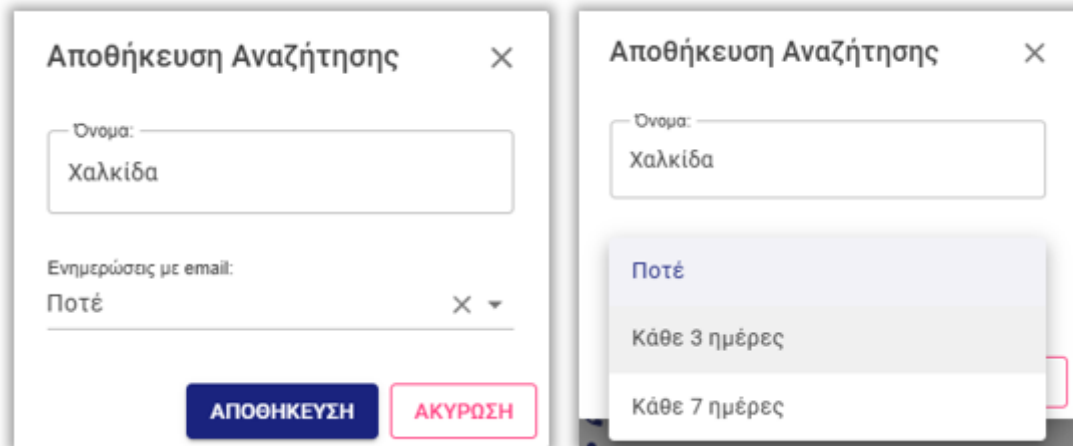 Αποθήκευση Αναζήτησης
Όνομα:
Χαλκίδα
Ενημερώσεις με email:
Ποτέ
ΑΠΟΘΗΚΕΥΣΗ
ΑΚΥΡΩΣΗ
Αποθήκευση Αναζήτησης
Όνομα:
Χαλκίδα
Ποτέ
Κάθε 3 ημέρες
Κάθε 7 ημέρες